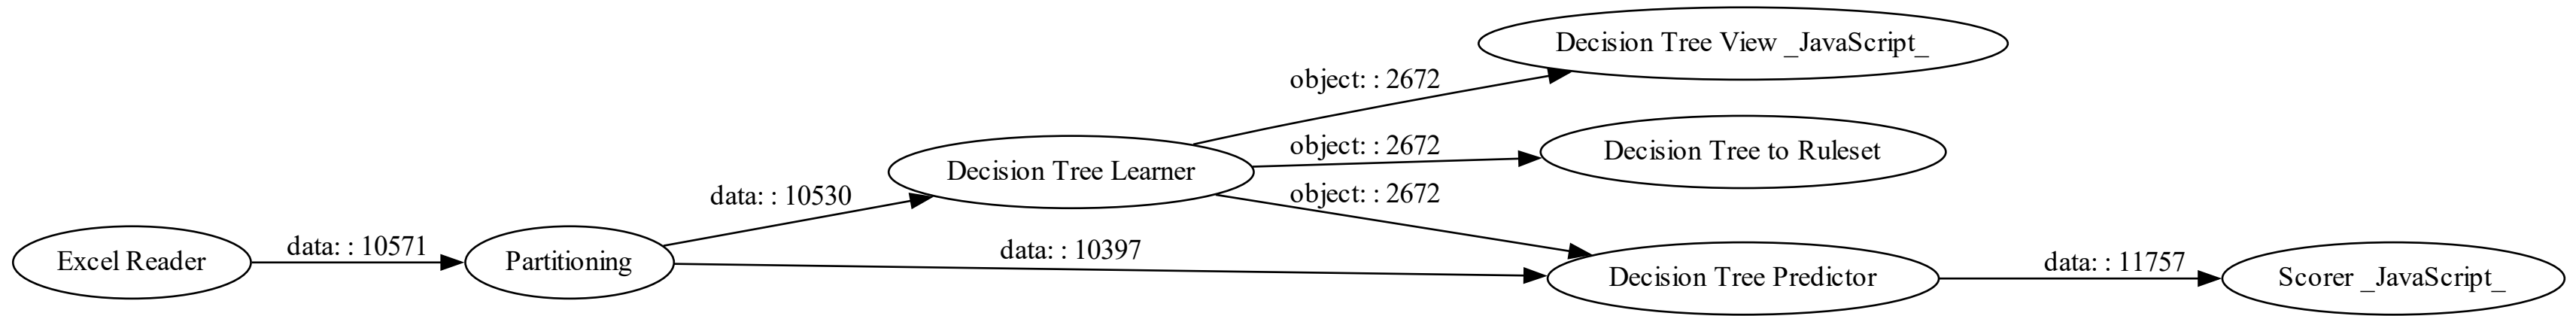 Excel Reader
data: : 10571
Partitioning
data: : 10530
Decision Tree Learner
data: : 10397
object: : 2672
Decision Tree View _JavaScript_
object: : 2672
Decision Tree to Ruleset
object: : 2672
Decision Tree Predictor
data: : 11757
Scorer _JavaScript_